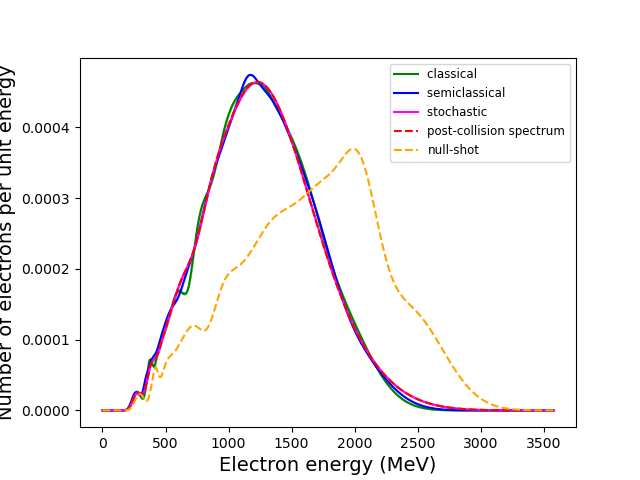 Number of electrons per unit energy
0.0004
0.0003
0.0002
0.0001
0.0000
0
500
1000
1500
2000
2500
3000
3500
Electron energy (MeV)
classical
semiclassical
stochastic
post-collision spectrum
null-shot